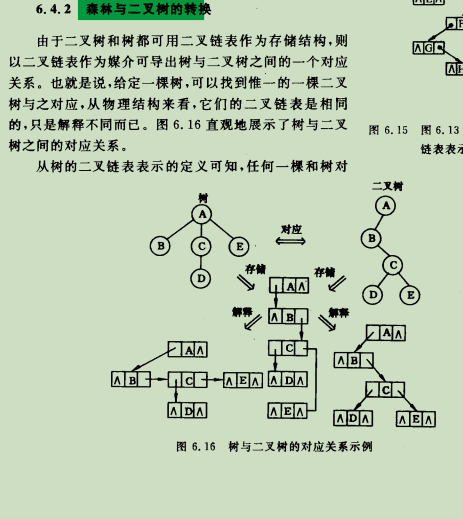 6.4.2 森林与二叉树的转换
由于二叉树和树都可用二叉链表作为存储结构,则
以二叉链表作为媒介可导出树与二叉树之间的一个对应
关系。也就是说,给定一棵树,可以找到惟一的一棵二叉
树与之对应,从物理结构来看,它们的二叉链表是相同
的,只是解释不同而已。图 6.16 直观地展示了树与二叉
树之间的对应关系。
从树的二叉链表表示的定义可知,任何一棵和树对
∧G
图 6.15 图 6.13
链表表示
树
二叉树
A
A
对应
B
B C E
C
D
D E
存储
存储
A∧
解释
∧B
解释
A∧
C
A∧
∧B
∧B C ∧E∧
∧D∧
C
∧D∧
∧E∧
∧D∧ ∧E∧
图 6.16 树与二叉树的对应关系示例